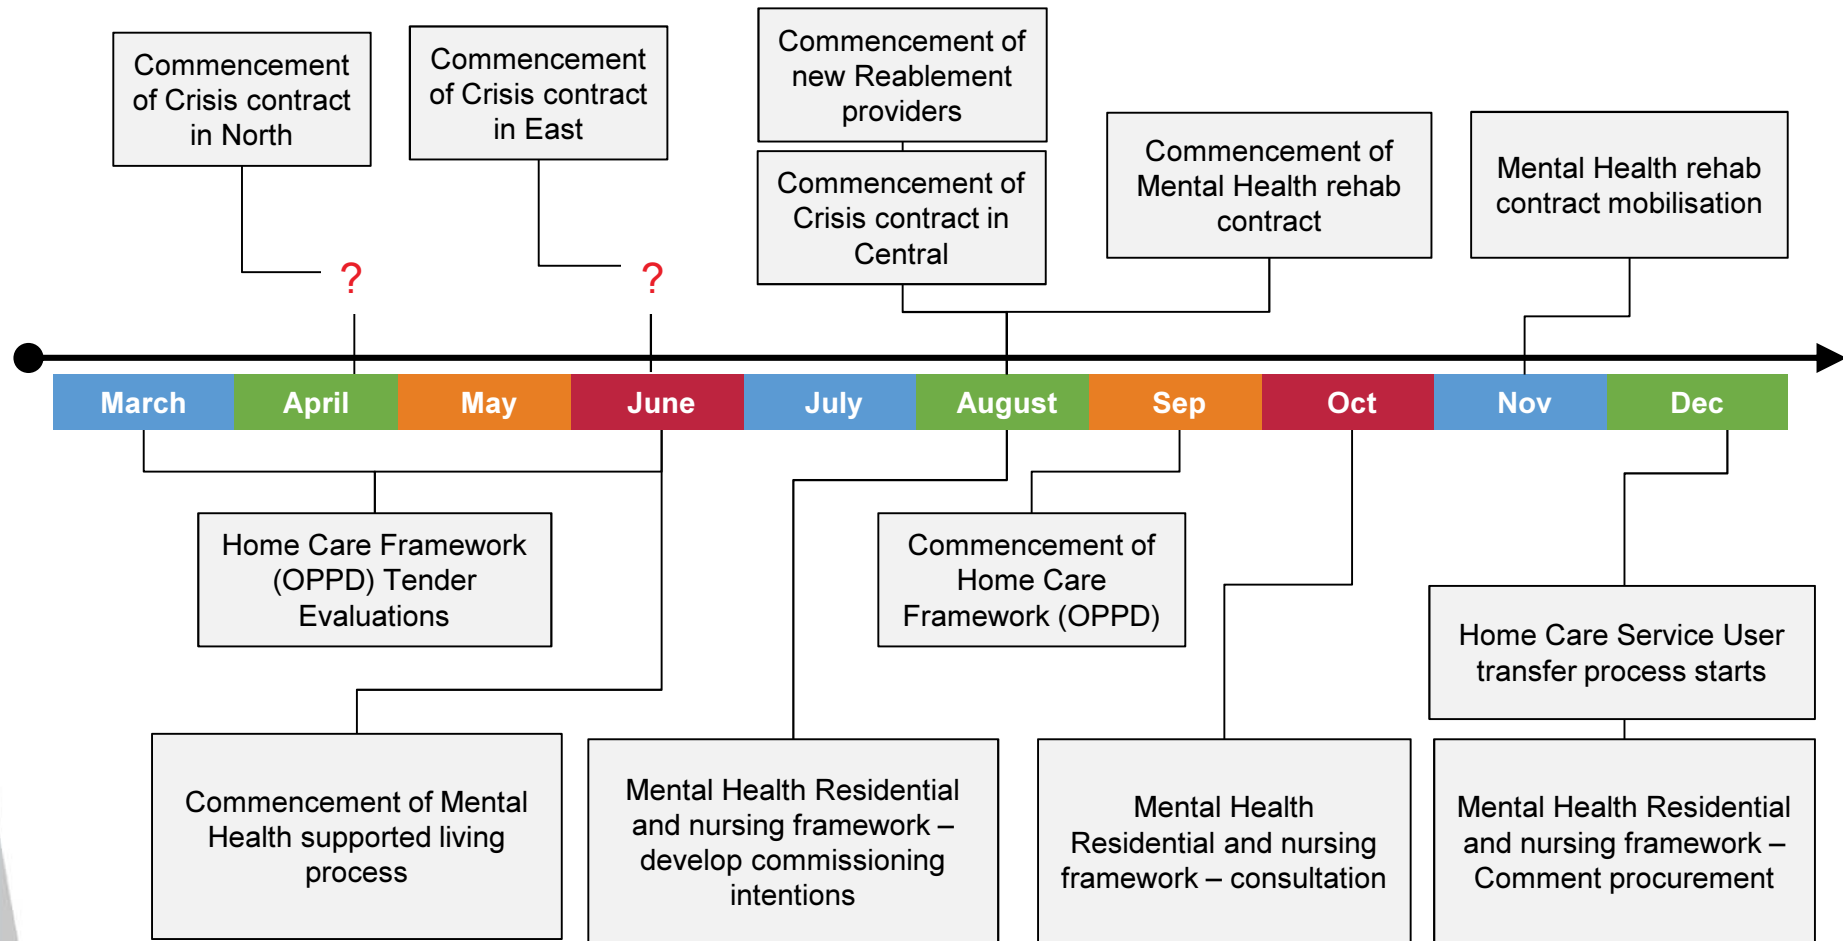 Commencement
of Crisis contract
in North
Commencement
of Crisis contract
in East
Commencement of
new Reablement
providers
Commencement of
Crisis contract in
Central
Commencement of
Mental Health rehab
contract
Mental Health rehab
contract mobilisation
?
?
March
April
May
June
July
August
Sep
Oct
Nov
Dec
Home Care Framework
(OPPD) Tender
Evaluations
Commencement of
Home Care
Framework (OPPD)
Home Care Service User
transfer process starts
Commencement of Mental
Health supported living
process
Mental Health Residential
and nursing framework –
develop commissioning
intentions
Mental Health
Residential and nursing
framework – consultation
Mental Health Residential
and nursing framework –
Comment procurement